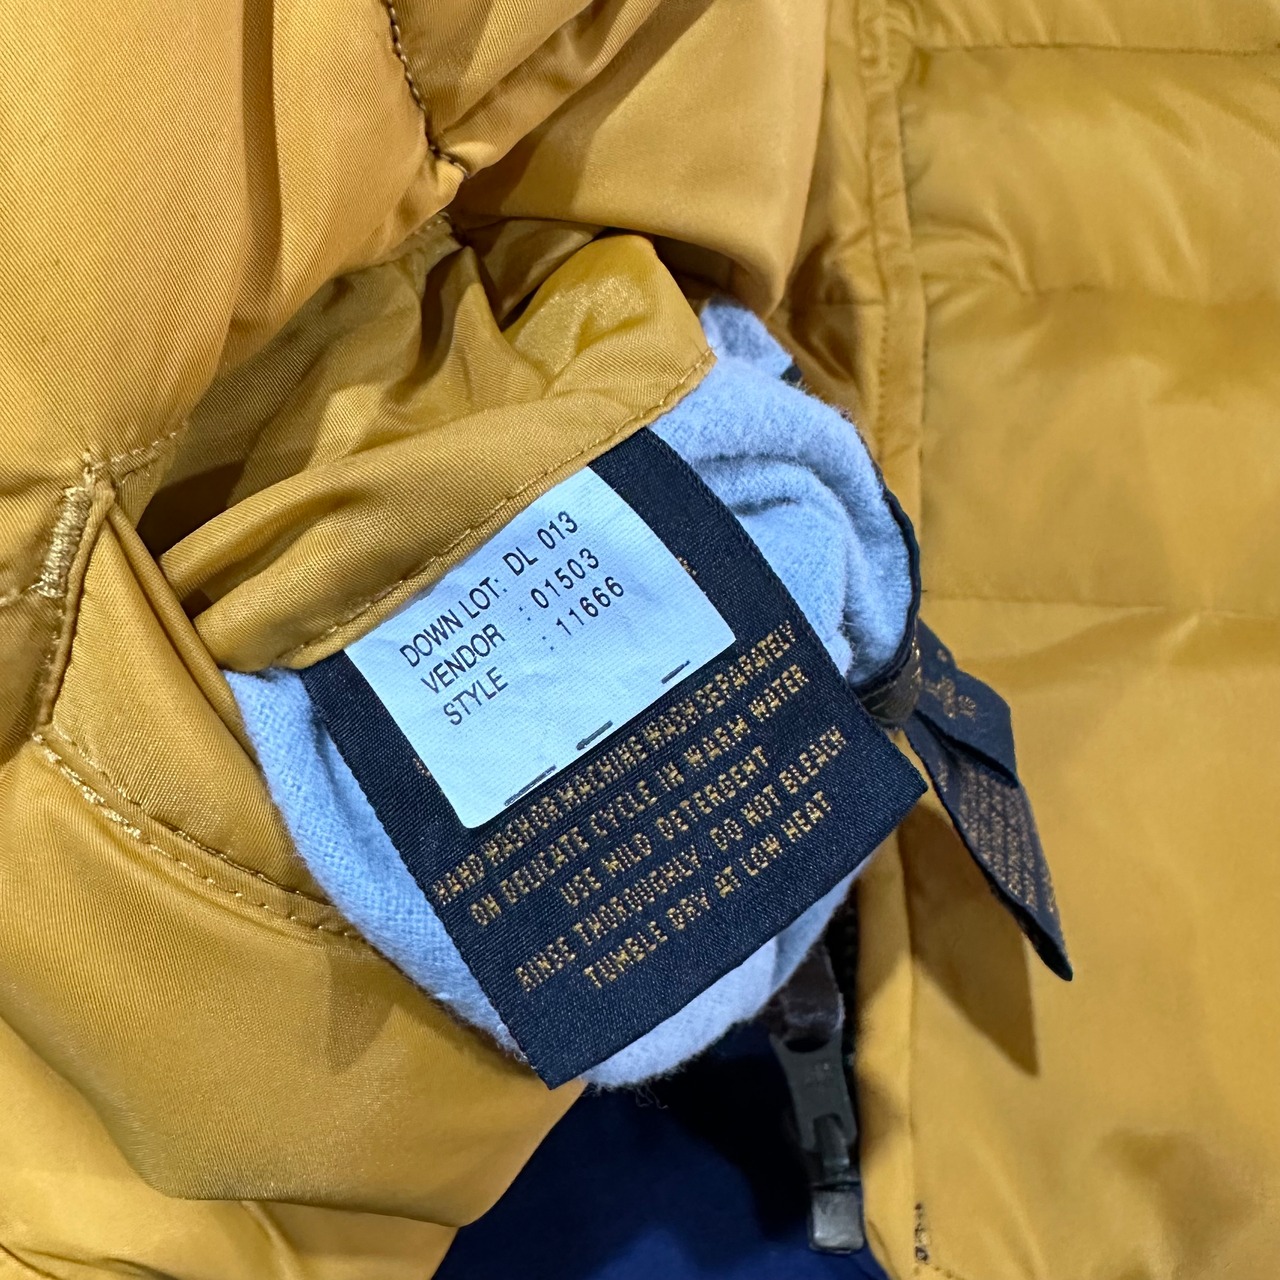 DOWN LOT: DL 013
VENDOR : 01503
STYLE : 11666
HAND WASH OR MACHINE WASH SEPARATELY
ON DELICATE CYCLE IN WARM WATER
USE MILD DETERGENT
RINSE THOROUGHLY. DO NOT BLEACH
TUMBLE DRY AT LOW HEAT